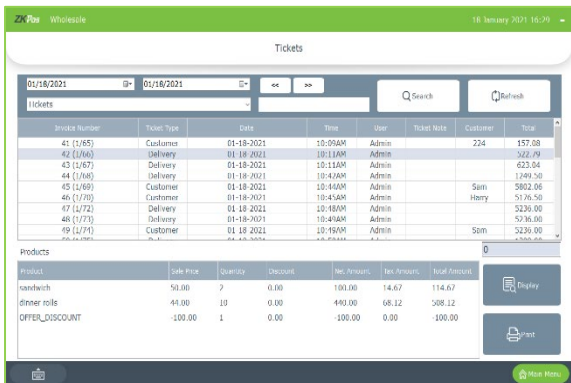 ZKPos Wholesale 18 January 2021 16:29
Tickets
01/18/2021 01/18/2021 << >> Search Refresh
Tickets
Invoice Number Ticket Type Date Time User Ticket Note Customer Total
41 (1/65) Customer 01-18-2021 10:09AM Admin 224 157.08
42 (1/66) Delivery 01-18-2021 10:11AM Admin 522.79
43 (1/67) Delivery 01-18-2021 10:11AM Admin 623.04
44 (1/68) Delivery 01-18-2021 10:42AM Admin 1249.50
45 (1/69) Customer 01-18-2021 10:44AM Admin Sam 5802.06
46 (1/70) Customer 01-18-2021 10:45AM Admin Harry 5176.50
47 (1/72) Delivery 01-18-2021 10:48AM Admin 5236.00
48 (1/73) Delivery 01-18-2021 10:49AM Admin 5236.00
49 (1/74) Customer 01-18-2021 10:49AM Admin Sam 5236.00
Products 0
Product Sale Price Quantity Discount Net Amount Tax Amount Total Amount
sandwich 50.00 2 0.00 100.00 14.67 114.67
dinner rolls 44.00 10 0.00 440.00 68.12 508.12
OFFER_DISCOUNT -100.00 1 0.00 -100.00 0.00 -100.00
Display
Print
Main Menu